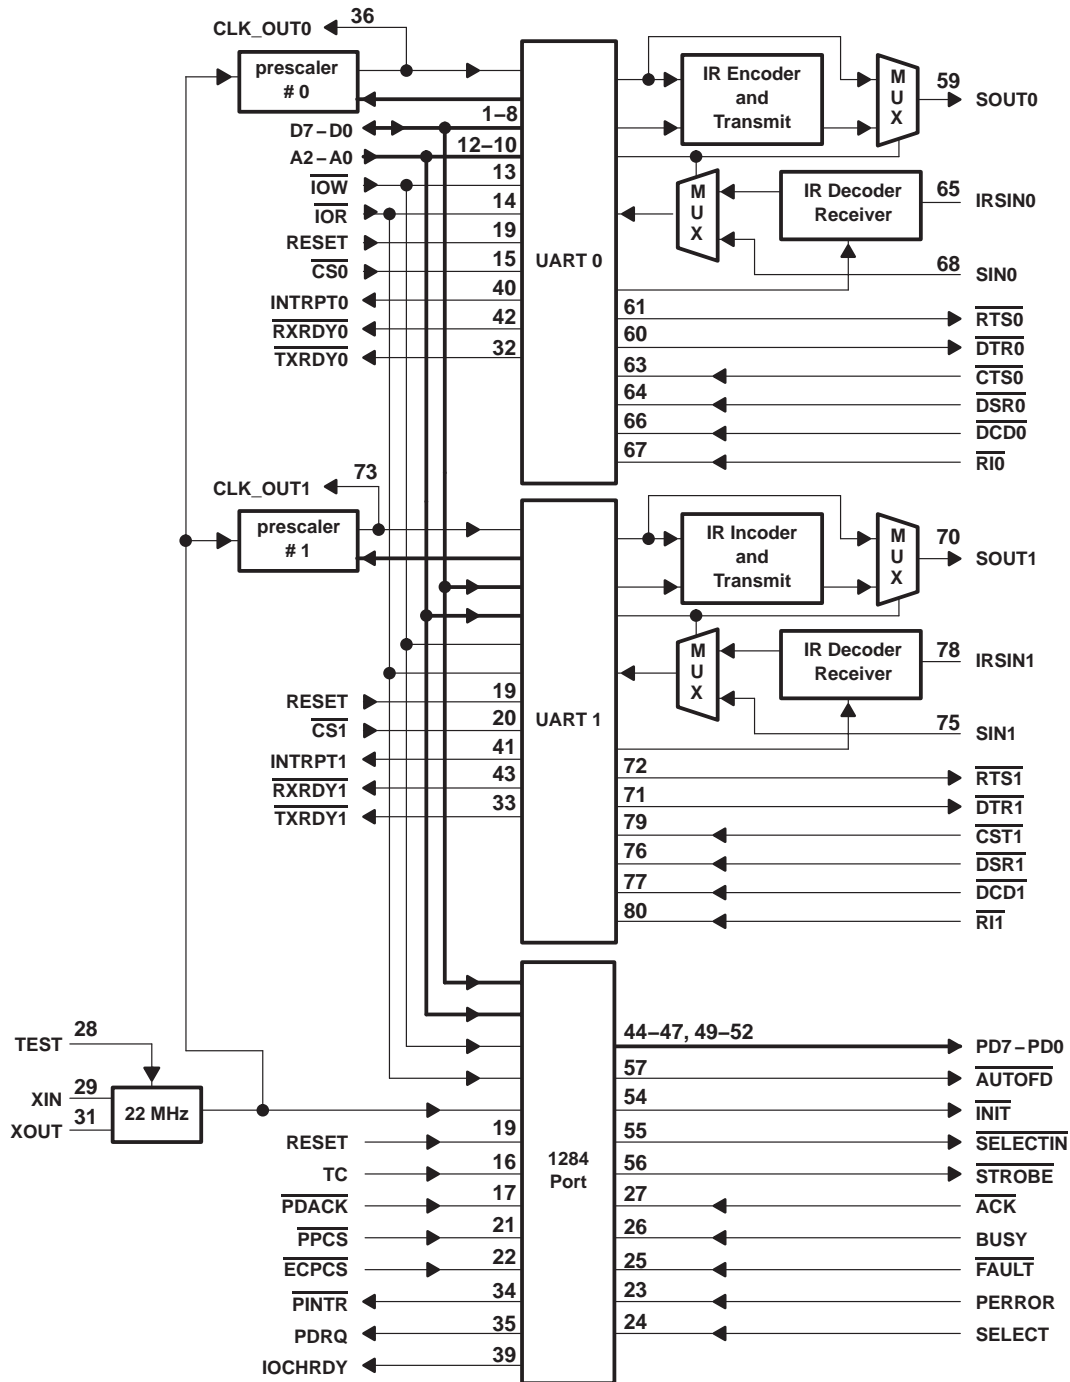 CLK_OUT0
36
prescaler
# 0
1–8
D7–D0
12–10
A2–A0
13
IOW
14
IOR
19
RESET
15
CS0
40
INTRPT0
42
RXRDY0
32
TXRDY0
UART 0
IR Encoder
and
Transmit
M
U
X
59
SOUT0
M
U
X
IR Decoder
Receiver
65
IRSIN0
68
SIN0
61
RTS0
60
DTR0
63
CTS0
64
DSR0
66
DCD0
67
RI0
73
CLK_OUT1
prescaler
# 1
19
RESET
20
CS1
41
INTRPT1
43
RXRDY1
33
TXRDY1
UART 1
IR Incoder
and
Transmit
M
U
X
70
SOUT1
M
U
X
IR Decoder
Receiver
78
IRSIN1
75
SIN1
72
RTS1
71
DTR1
79
CST1
76
DSR1
77
DCD1
80
RI1
TEST
28
XIN
29
XOUT
31
22 MHz
RESET
19
TC
16
PDACK
17
PPCS
21
ECPCS
22
PINTR
34
PDRQ
35
IOCHRDY
39
1284
Port
44–47, 49–52
PD7–PD0
57
AUTOFD
54
INIT
55
SELECTIN
56
STROBE
27
ACK
26
BUSY
25
FAULT
23
PERROR
24
SELECT